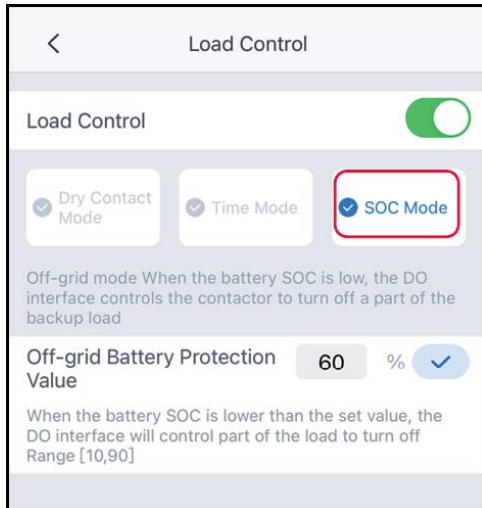 Load Control
Load Control
Dry Contact
Mode
Time Mode
SOC Mode
Off-grid mode When the battery SOC is low, the DO
interface controls the contactor to turn off a part of the
backup load
Off-grid Battery Protection
Value
60 %
When the battery SOC is lower than the set value, the
DO interface will control part of the load to turn off
Range [10,90]